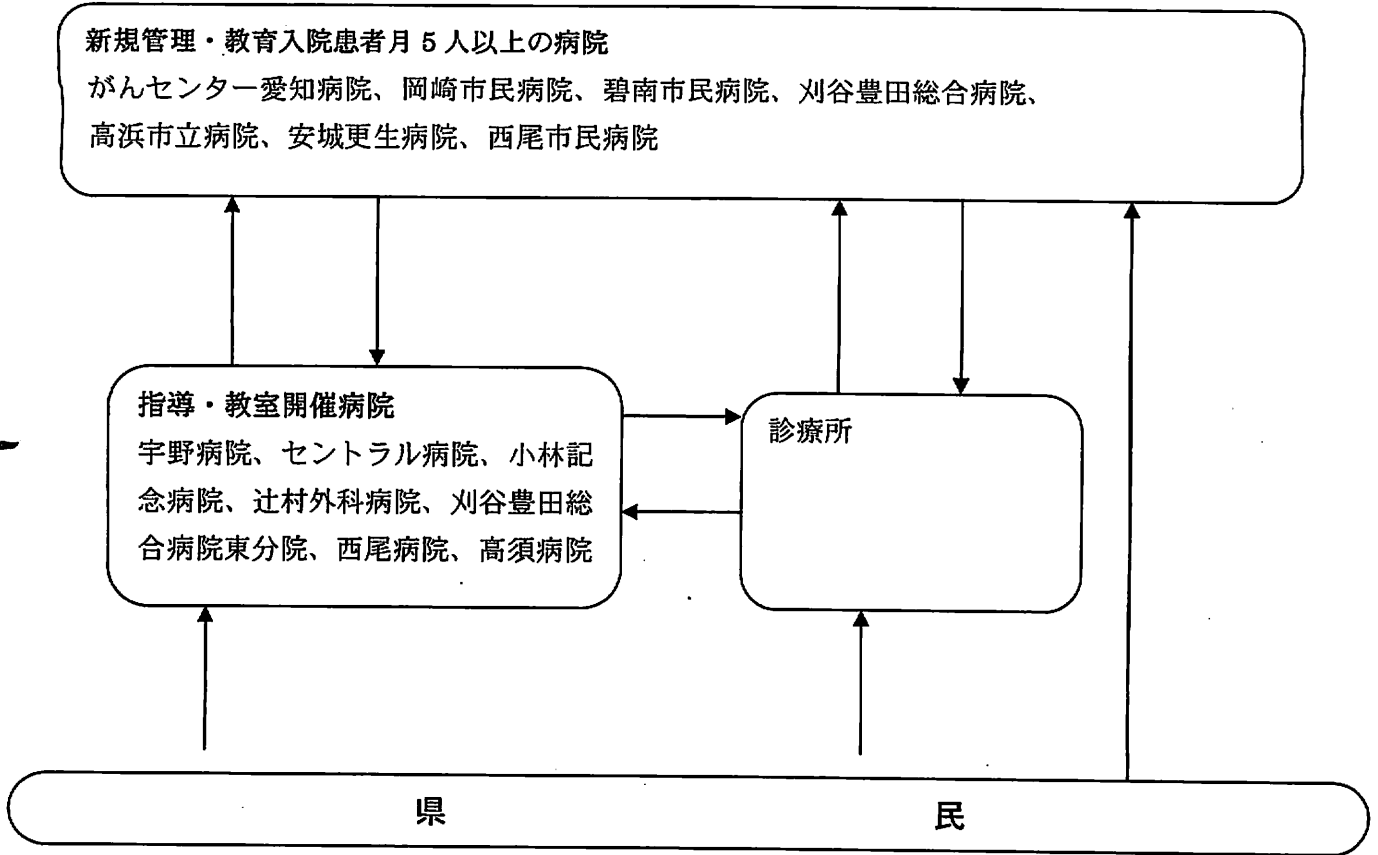 新規管理・教育入院患者月5人以上の病院
がんセンター愛知病院、岡崎市民病院、碧南市民病院、刈谷豊田総合病院、
高浜市立病院、安城更生病院、西尾市民病院
指導・教室開催病院
宇野病院、セントラル病院、小林記
念病院、辻村外科病院、刈谷豊田総
合病院東分院、西尾病院、高須病院
診療所
県 民